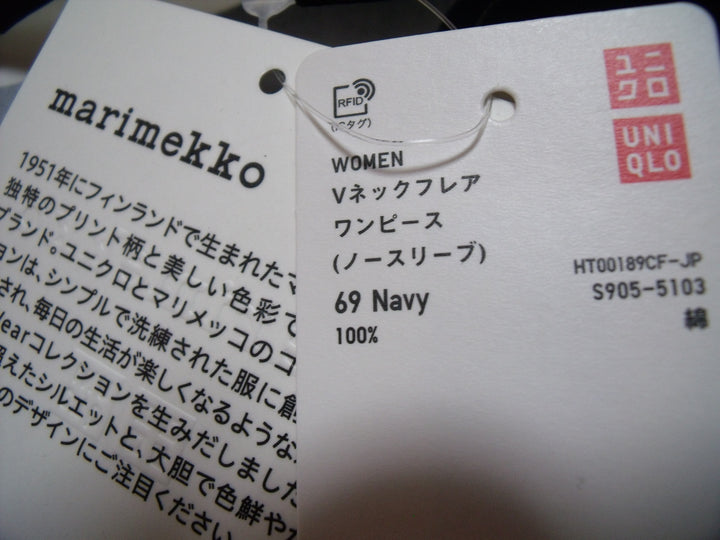 marimekko
1951年にフィンランドで生まれたマ
独特のプリント柄と美しい色彩で
ブランド。ユニクロとマリメッコのコ
ョンは、シンプルで洗練された服に創
され、毎日の生活が楽しくなるような
Wearコレクションを生みだしました
えたシルエットと、大胆で色鮮や
のデザインにご注目ください
RFID
(ICタグ)
ユニ
クロ
UNI
QLO
WOMEN
Vネックフレア
ワンピース
(ノースリーブ)
HT00189CF-JP
69 Navy
S905-5103
100%
綿